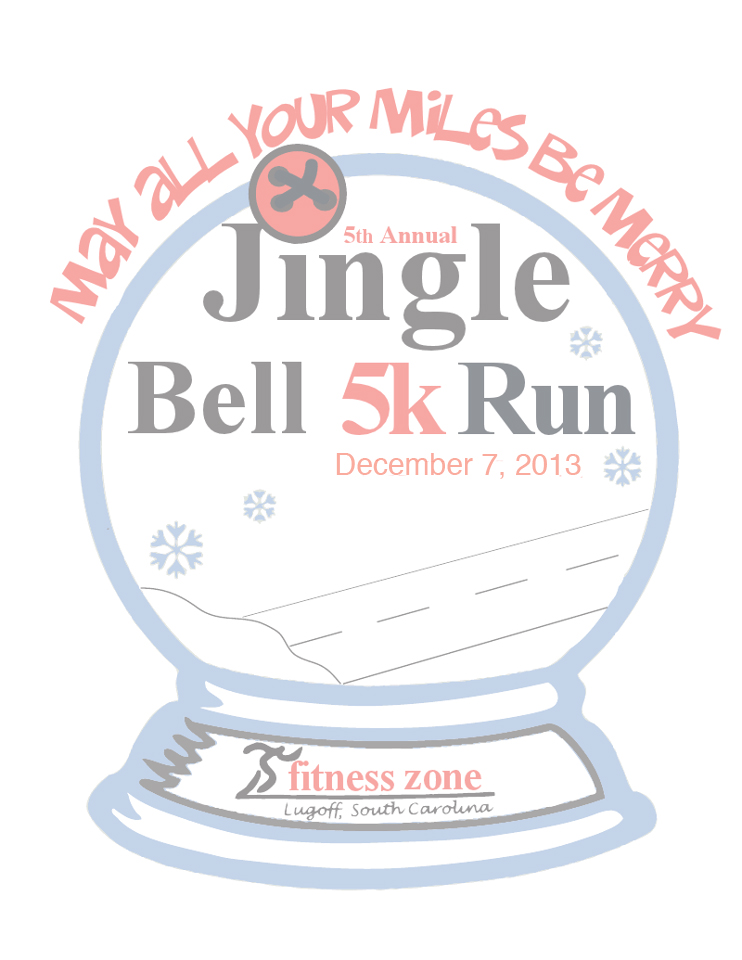 May all Your Miles Be Merry
5th Annual
Jingle
Bell 5k Run
December 7, 2013
fitness zone
Lugoff, South Carolina